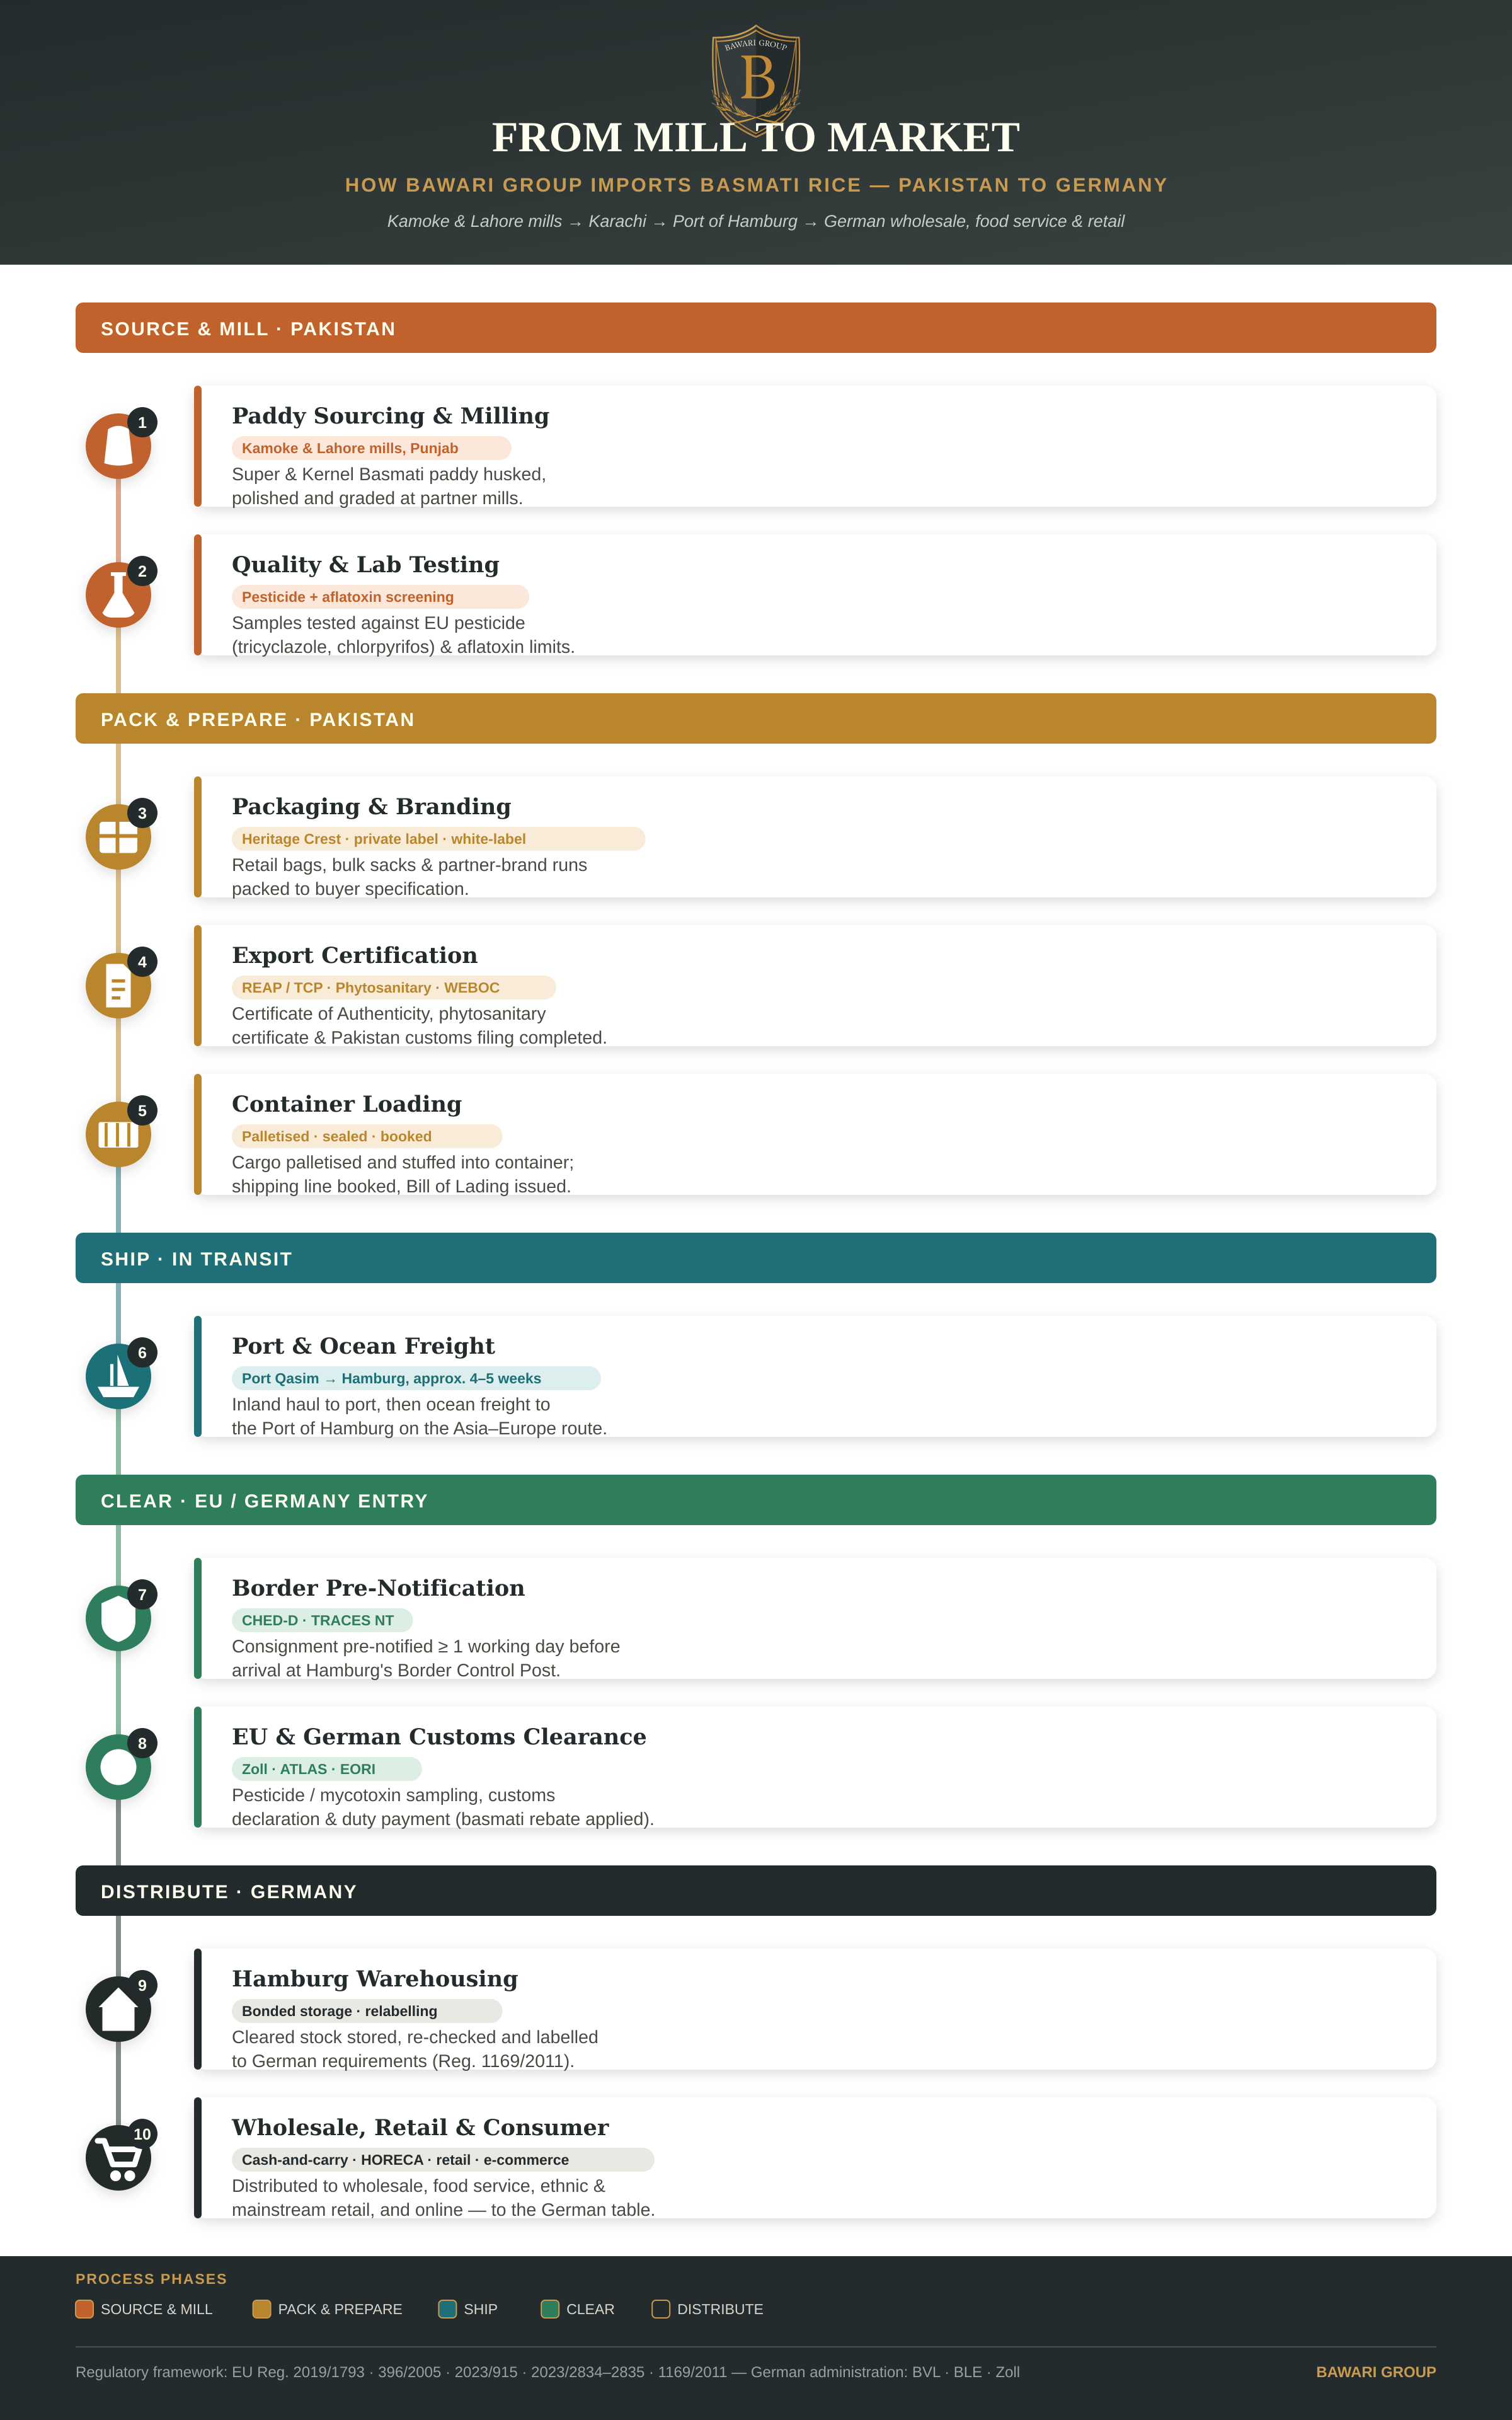 BAWARI GROUP
B
FROM MILL TO MARKET
HOW BAWARI GROUP IMPORTS BASMATI RICE — PAKISTAN TO GERMANY
Kamoke & Lahore mills → Karachi → Port of Hamburg → German wholesale, food service & retail
SOURCE & MILL · PAKISTAN
1
Paddy Sourcing & Milling
Kamoke & Lahore mills, Punjab
Super & Kernel Basmati paddy husked,
polished and graded at partner mills.
2
Quality & Lab Testing
Pesticide + aflatoxin screening
Samples tested against EU pesticide
(tricyclazole, chlorpyrifos) & aflatoxin limits.
PACK & PREPARE · PAKISTAN
3
Packaging & Branding
Heritage Crest · private label · white-label
Retail bags, bulk sacks & partner-brand runs
packed to buyer specification.
4
Export Certification
REAP / TCP · Phytosanitary · WEBOC
Certificate of Authenticity, phytosanitary
certificate & Pakistan customs filing completed.
5
Container Loading
Palletised · sealed · booked
Cargo palletised and stuffed into container;
shipping line booked, Bill of Lading issued.
SHIP · IN TRANSIT
6
Port & Ocean Freight
Port Qasim → Hamburg, approx. 4–5 weeks
Inland haul to port, then ocean freight to
the Port of Hamburg on the Asia–Europe route.
CLEAR · EU / GERMANY ENTRY
7
Border Pre-Notification
CHED-D · TRACES NT
Consignment pre-notified ≥ 1 working day before
arrival at Hamburg's Border Control Post.
8
EU & German Customs Clearance
Zoll · ATLAS · EORI
Pesticide / mycotoxin sampling, customs
declaration & duty payment (basmati rebate applied).
DISTRIBUTE · GERMANY
9
Hamburg Warehousing
Bonded storage · relabelling
Cleared stock stored, re-checked and labelled
to German requirements (Reg. 1169/2011).
10
Wholesale, Retail & Consumer
Cash-and-carry · HORECA · retail · e-commerce
Distributed to wholesale, food service, ethnic &
mainstream retail, and online — to the German table.
PROCESS PHASES
SOURCE & MILL PACK & PREPARE SHIP CLEAR DISTRIBUTE
Regulatory framework: EU Reg. 2019/1793 · 396/2005 · 2023/915 · 2023/2834–2835 · 1169/2011 — German administration: BVL · BLE · Zoll BAWARI GROUP